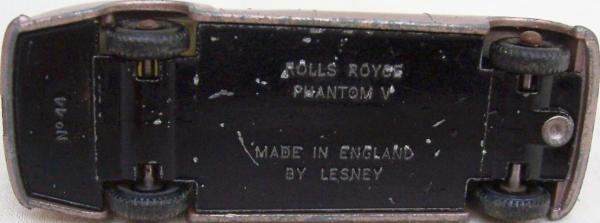 Nº 44
ROLLS ROYCE
PHANTOM V
MADE IN ENGLAND
BY LESNEY